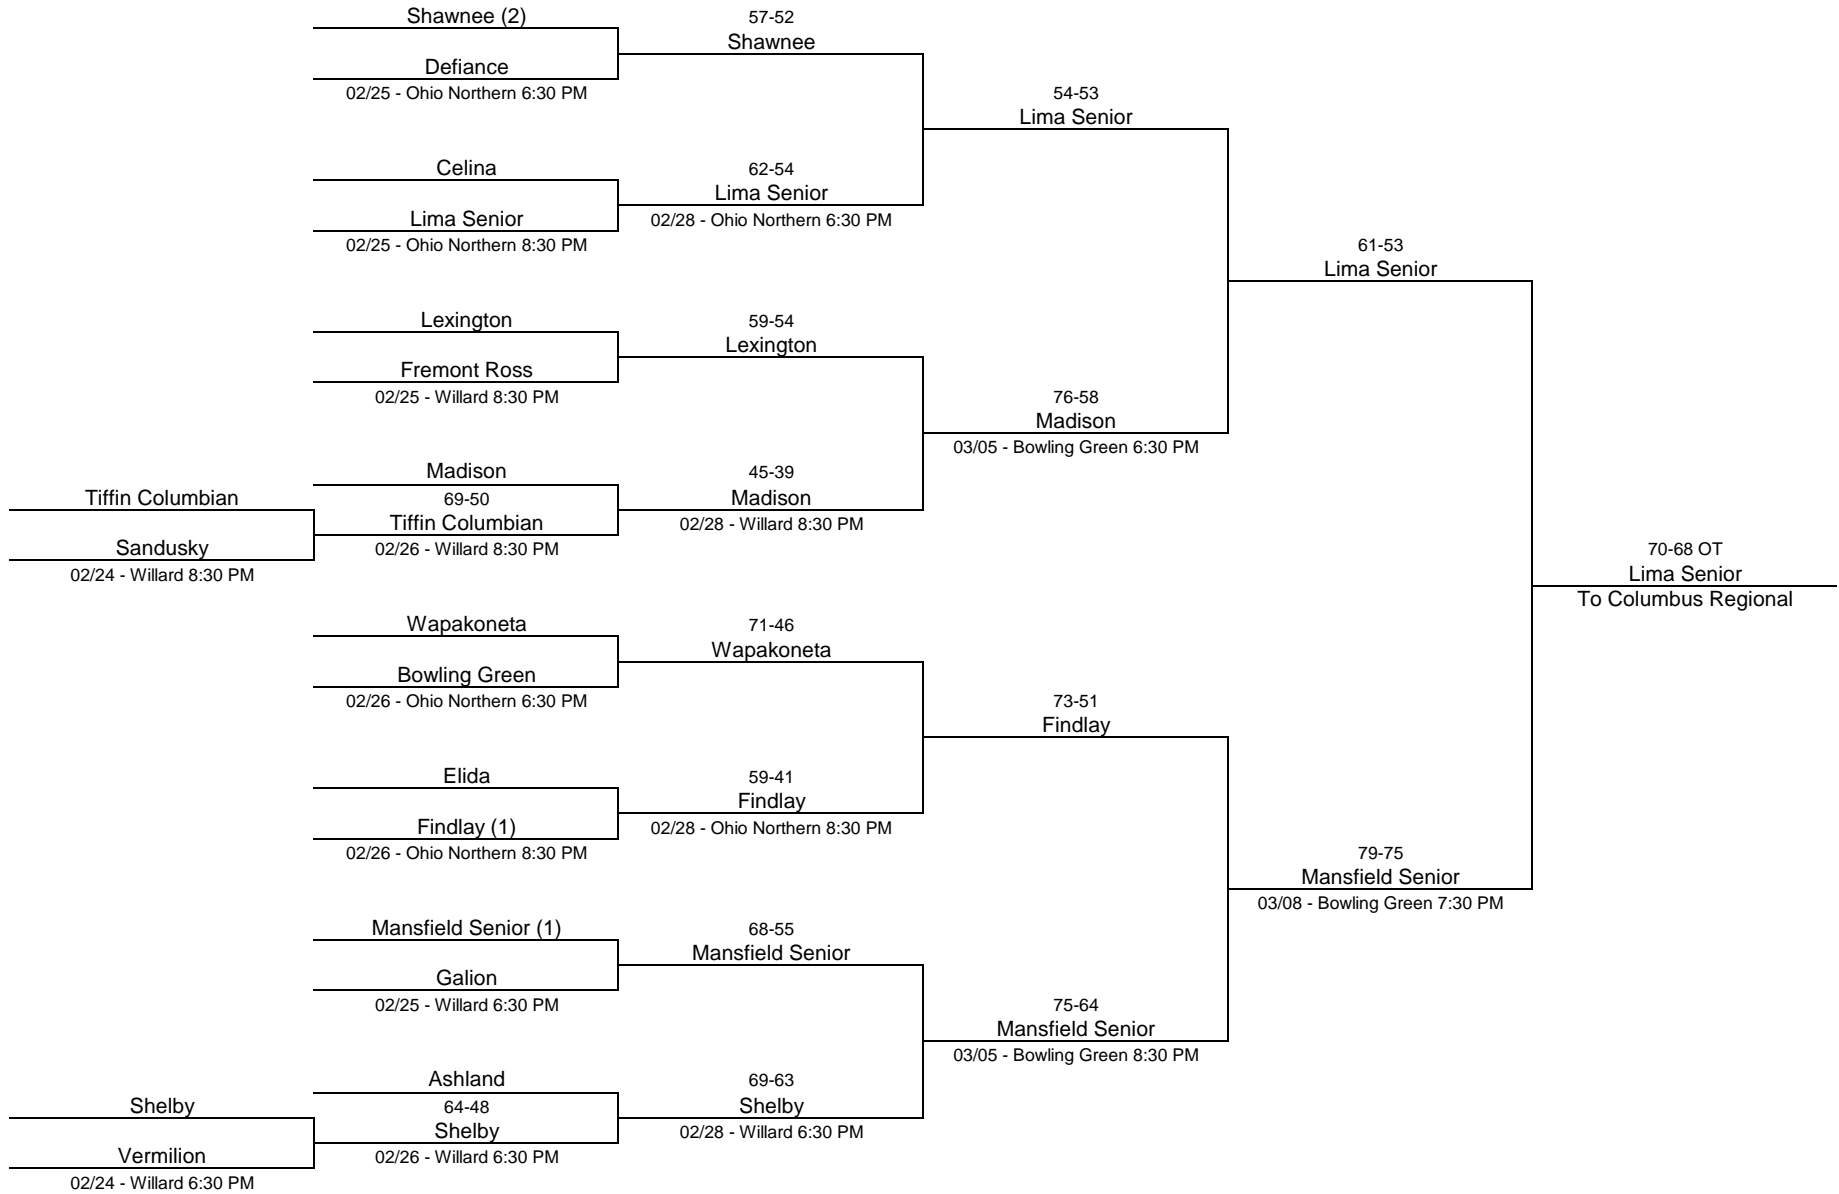 Shawnee (2)
57-52
Shawnee
Defiance
02/25 - Ohio Northern 6:30 PM
54-53
Lima Senior
Celina
62-54
Lima Senior
Lima Senior
02/28 - Ohio Northern 6:30 PM
02/25 - Ohio Northern 8:30 PM
61-53
Lima Senior
Lexington
59-54
Lexington
Fremont Ross
02/25 - Willard 8:30 PM
76-58
Madison
03/05 - Bowling Green 6:30 PM
Madison
45-39
Tiffin Columbian
69-50
Madison
Tiffin Columbian
02/28 - Willard 8:30 PM
Sandusky
02/26 - Willard 8:30 PM
02/24 - Willard 8:30 PM
70-68 OT
Lima Senior
To Columbus Regional
Wapakoneta
71-46
Wapakoneta
Bowling Green
02/26 - Ohio Northern 6:30 PM
73-51
Findlay
Elida
59-41
Findlay
Findlay (1)
02/28 - Ohio Northern 8:30 PM
02/26 - Ohio Northern 8:30 PM
79-75
Mansfield Senior
03/08 - Bowling Green 7:30 PM
Mansfield Senior (1)
68-55
Mansfield Senior
Galion
02/25 - Willard 6:30 PM
75-64
Mansfield Senior
03/05 - Bowling Green 8:30 PM
Ashland
69-63
Shelby
64-48
Shelby
Shelby
02/28 - Willard 6:30 PM
Vermilion
02/26 - Willard 6:30 PM
02/24 - Willard 6:30 PM